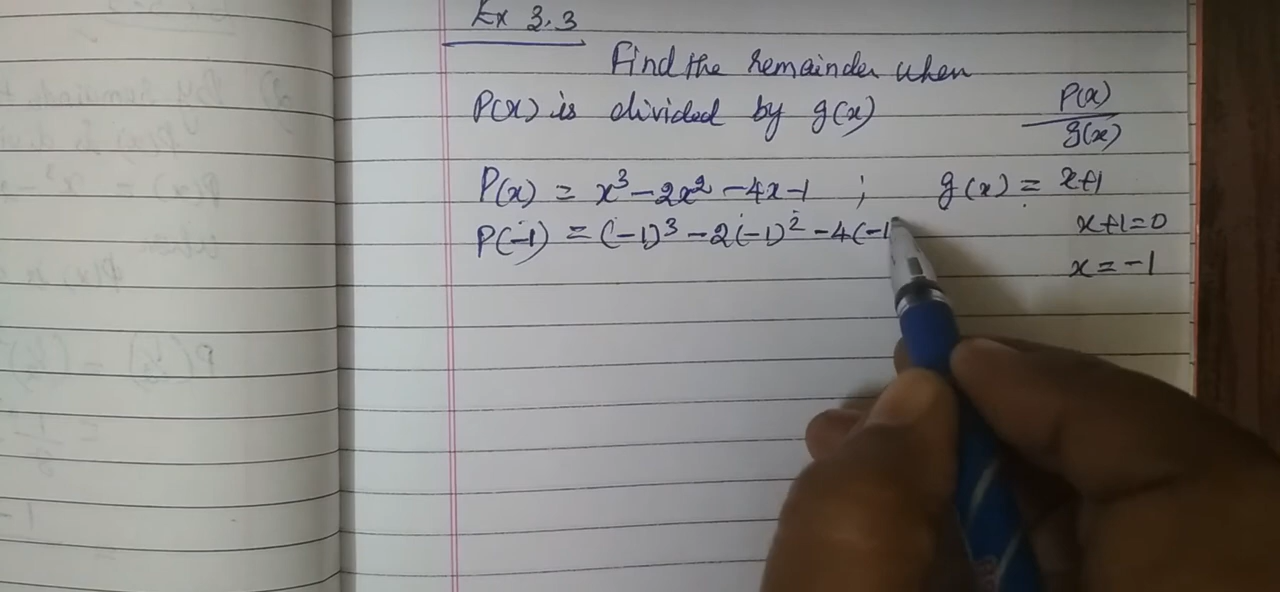 Ex 3.3
Find the remainder when
P(x) is divided by g(x)
P(x)
g(x)
P(x) = x³ - 2x² - 4x - 1 ; g(x) = x+1
P(-1) = (-1)³ - 2(-1)² - 4(-1
x+1=0
x = -1